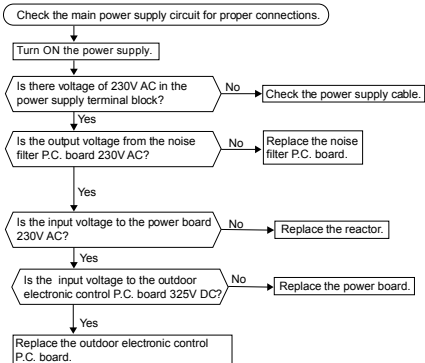 Check the main power supply circuit for proper connections.
Turn ON the power supply.
Is there voltage of 230V AC in the
power supply terminal block?
No
Check the power supply cable.
Yes
Is the output voltage from the noise
filter P.C. board 230V AC?
No
Replace the noise
filter P.C. board.
Yes
Is the input voltage to the power board
230V AC?
No
Replace the reactor.
Yes
Is the input voltage to the outdoor
electronic control P.C. board 325V DC?
No
Replace the power board.
Yes
Replace the outdoor electronic control
P.C. board.